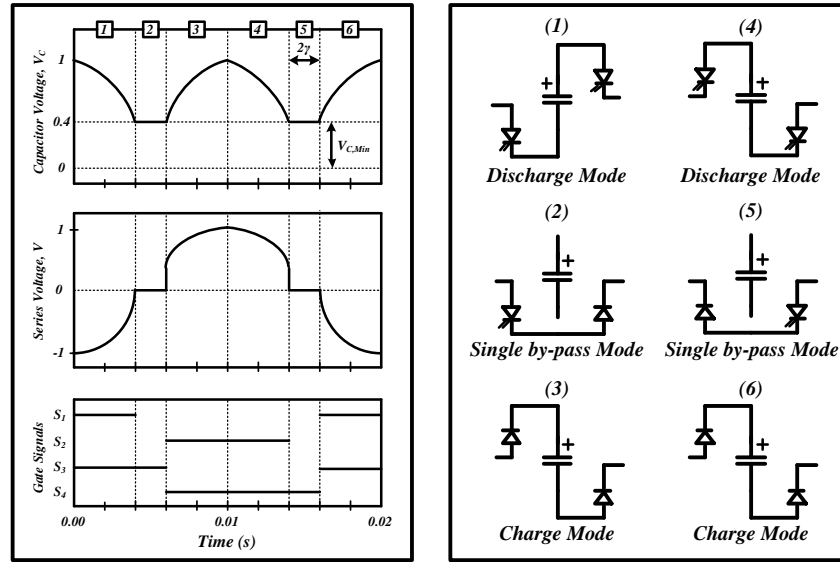 1 2 3 4 5 6
2γ
Capacitor Voltage, V_C
1
0.4
0
V_C,Min
Series Voltage, V
1
0
-1
Gate Signals
S_1
S_2
S_3
S_4
0.00 0.01 0.02
Time (s)
(1) (4)
+ +
Discharge Mode Discharge Mode
(2) (5)
+ +
Single by-pass Mode Single by-pass Mode
(3) (6)
+ +
Charge Mode Charge Mode